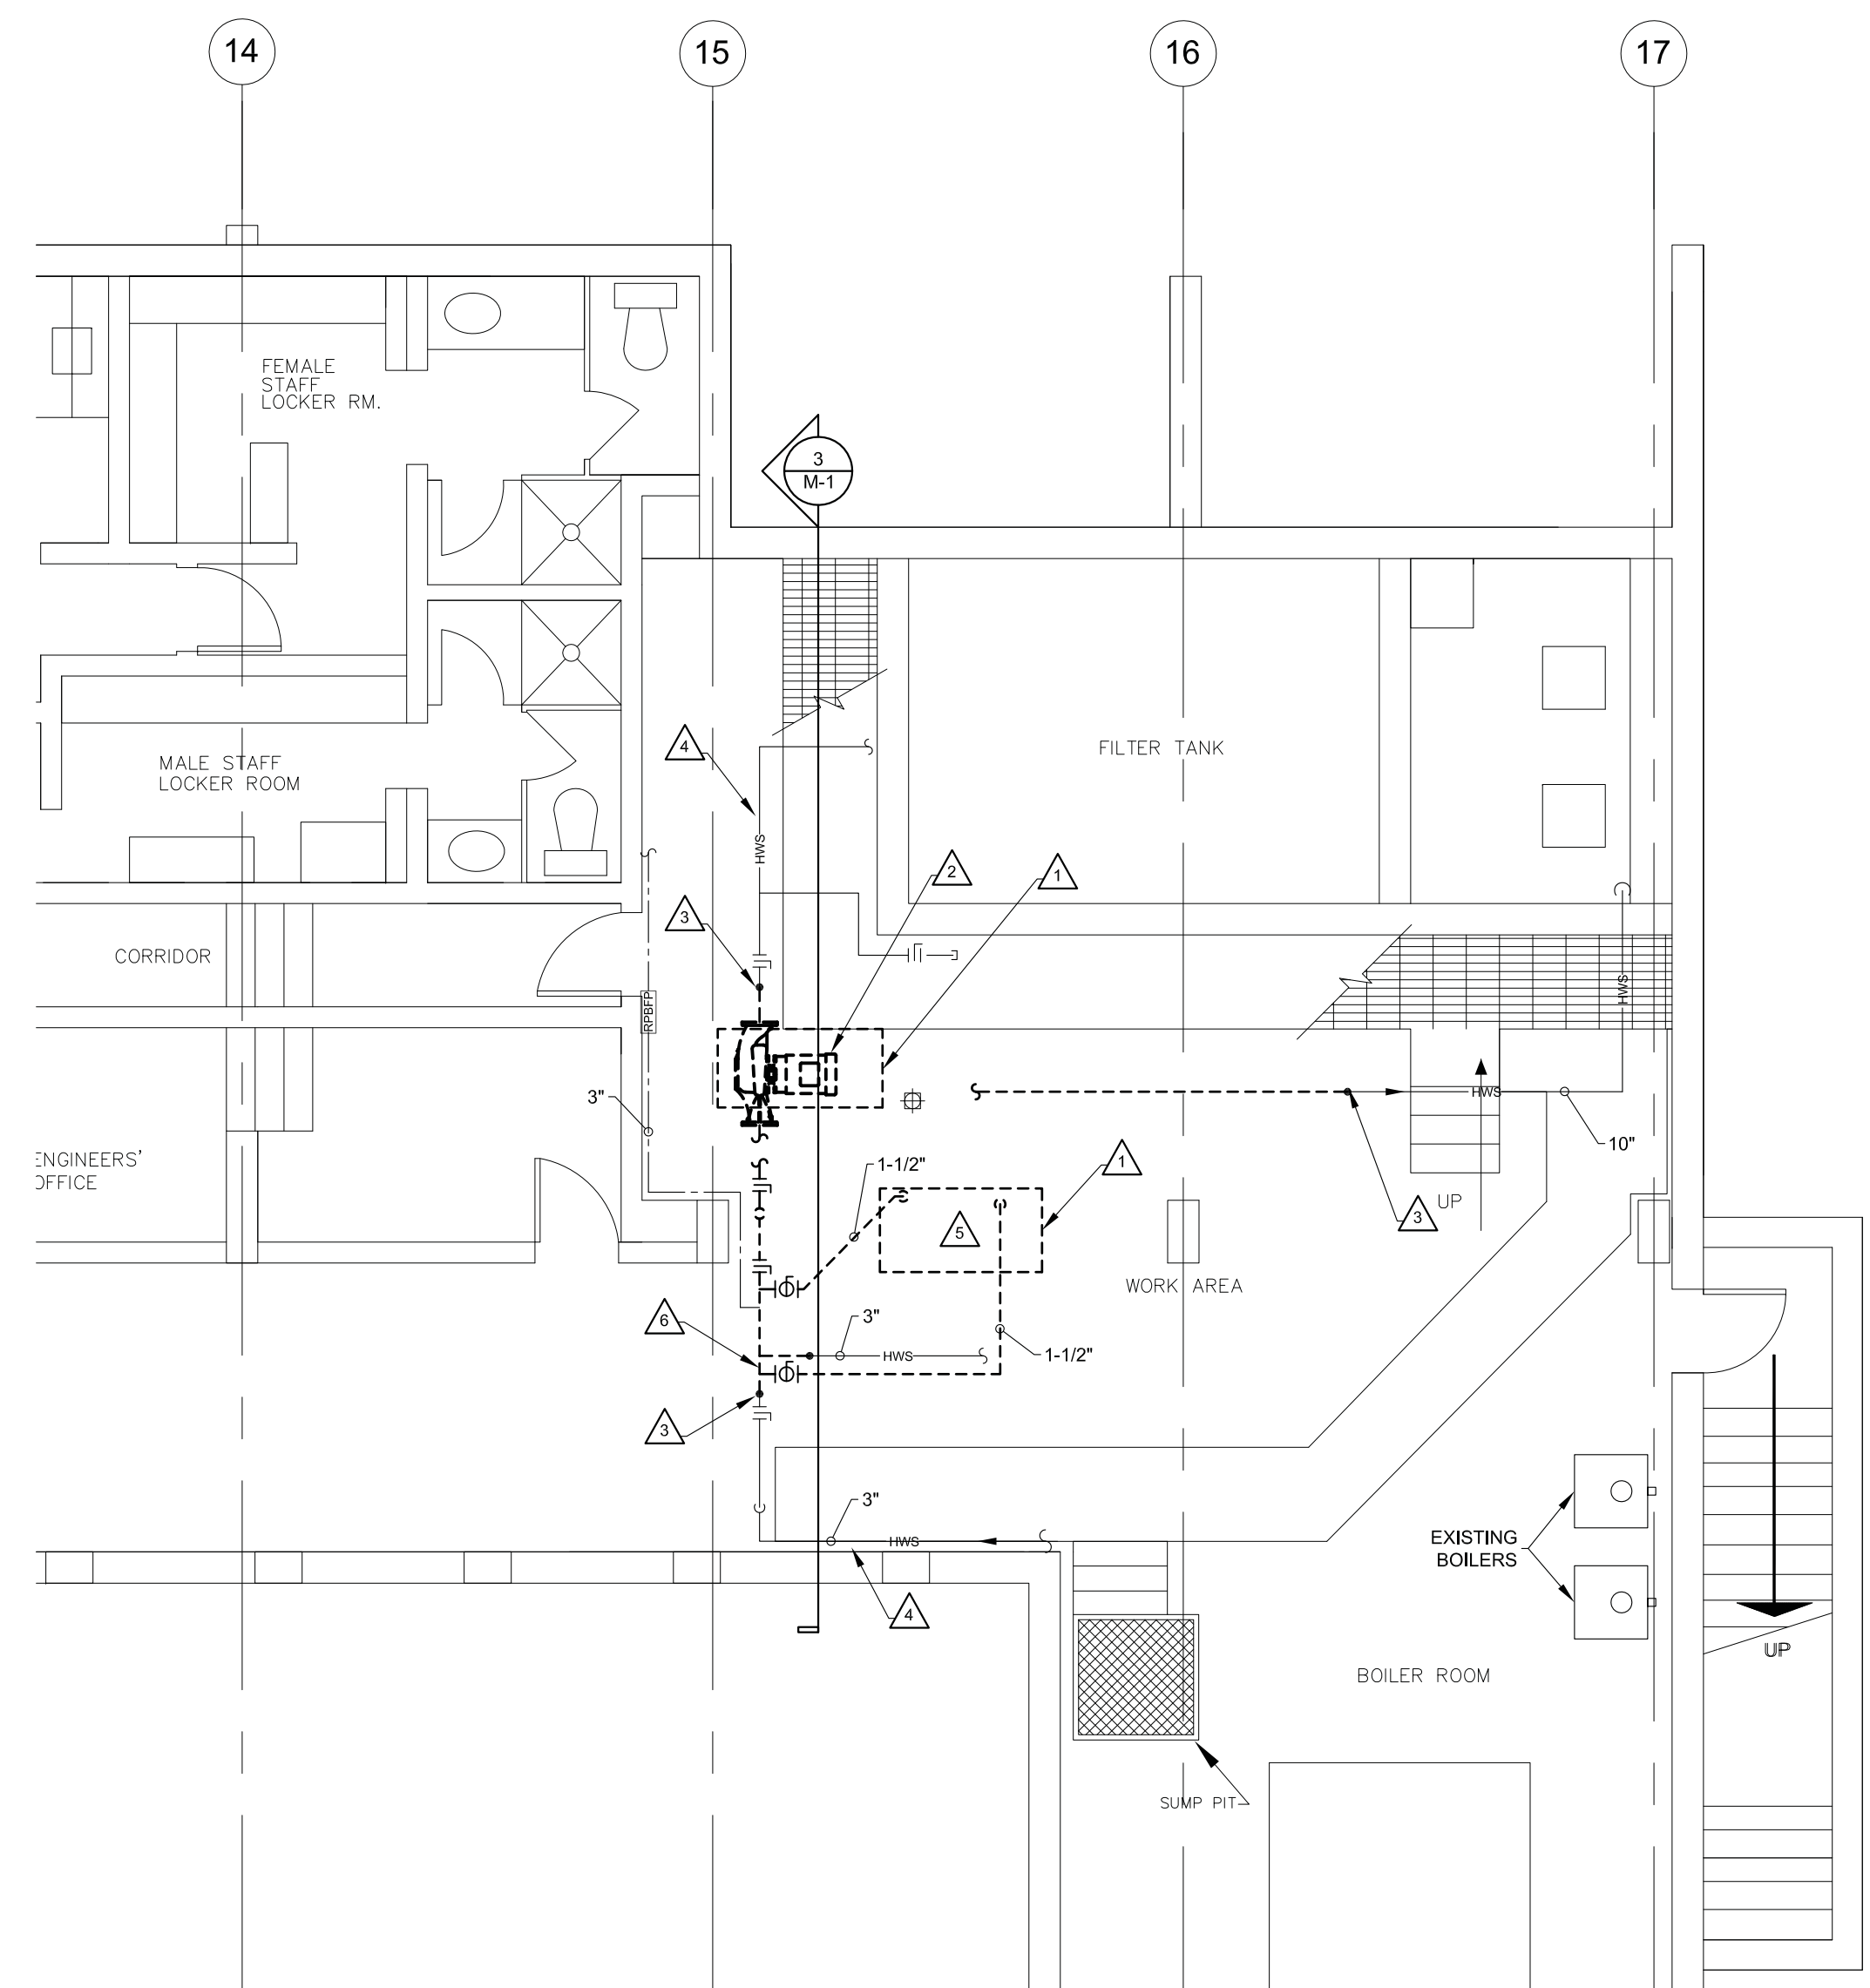 14
15
16
17
FEMALE
STAFF
LOCKER RM.
3
M-1
4
FILTER TANK
MALE STAFF
LOCKER ROOM
HWS
2
1
3
CORRIDOR
HWS
RPBFP
3"
HWS
10"
1-1/2"
1
ENGINEERS'
OFFICE
3
UP
5
WORK AREA
6
3"
HWS
1-1/2"
3
3"
HWS
EXISTING
BOILERS
4
UP
BOILER ROOM
SUMP PIT